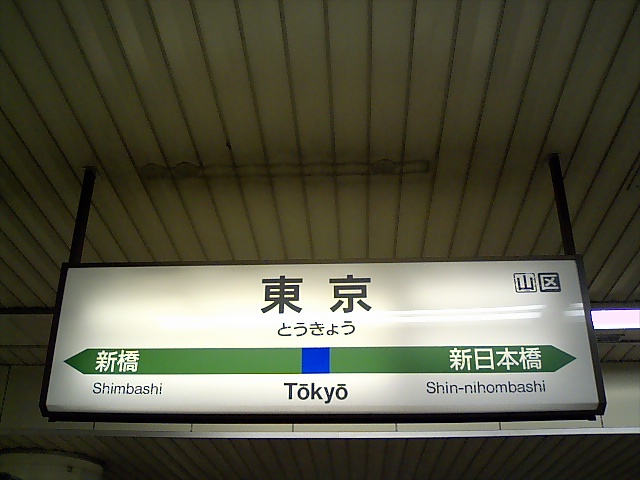 東京
山区
とうきょう
新橋
新日本橋
Shimbashi
Tōkyō
Shin-nihombashi